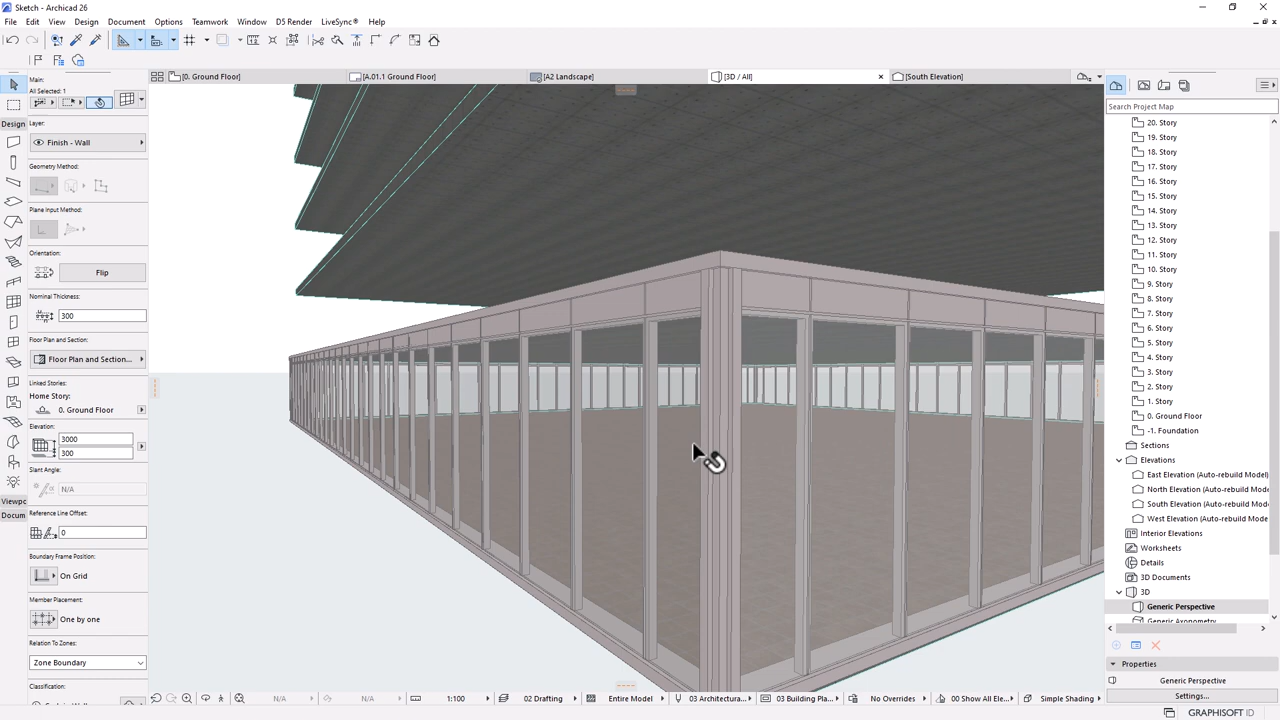 Sketch - Archicad 26
File Edit View Design Document Options Teamwork Window D5 Render LiveSync® Help
[0. Ground Floor]
[A.01.1 Ground Floor]
[A2 Landscape]
[3D / All]
[South Elevation]
Main:
All Selected: 1
Design
Layer:
Finish - Wall
Geometry Method:
Plane Input Method:
Orientation:
Flip
Nominal Thickness:
300
Floor Plan and Section:
Floor Plan and Section...
Linked Stories:
Home Story:
0. Ground Floor
Elevation:
3000
300
Slant Angle:
N/A
Viewpc
Docum
Reference Line Offset:
0
Boundary Frame Position:
On Grid
Member Placement:
One by one
Relation To Zones:
Zone Boundary
Classification:
Search Project Map
20. Story
19. Story
18. Story
17. Story
16. Story
15. Story
14. Story
13. Story
12. Story
11. Story
10. Story
9. Story
8. Story
7. Story
6. Story
5. Story
4. Story
3. Story
2. Story
1. Story
0. Ground Floor
-1. Foundation
Sections
Elevations
East Elevation (Auto-rebuild Model)
North Elevation (Auto-rebuild Mode
South Elevation (Auto-rebuild Mode
West Elevation (Auto-rebuild Mode
Interior Elevations
Worksheets
Details
3D Documents
3D
Generic Perspective
Generic Axonometry
Properties
Generic Perspective
Settings...
N/A
N/A
1:100
02 Drafting
Entire Model
03 Architectura...
03 Building Pla...
No Overrides
00 Show All Ele...
Simple Shading
GRAPHISOFT ID